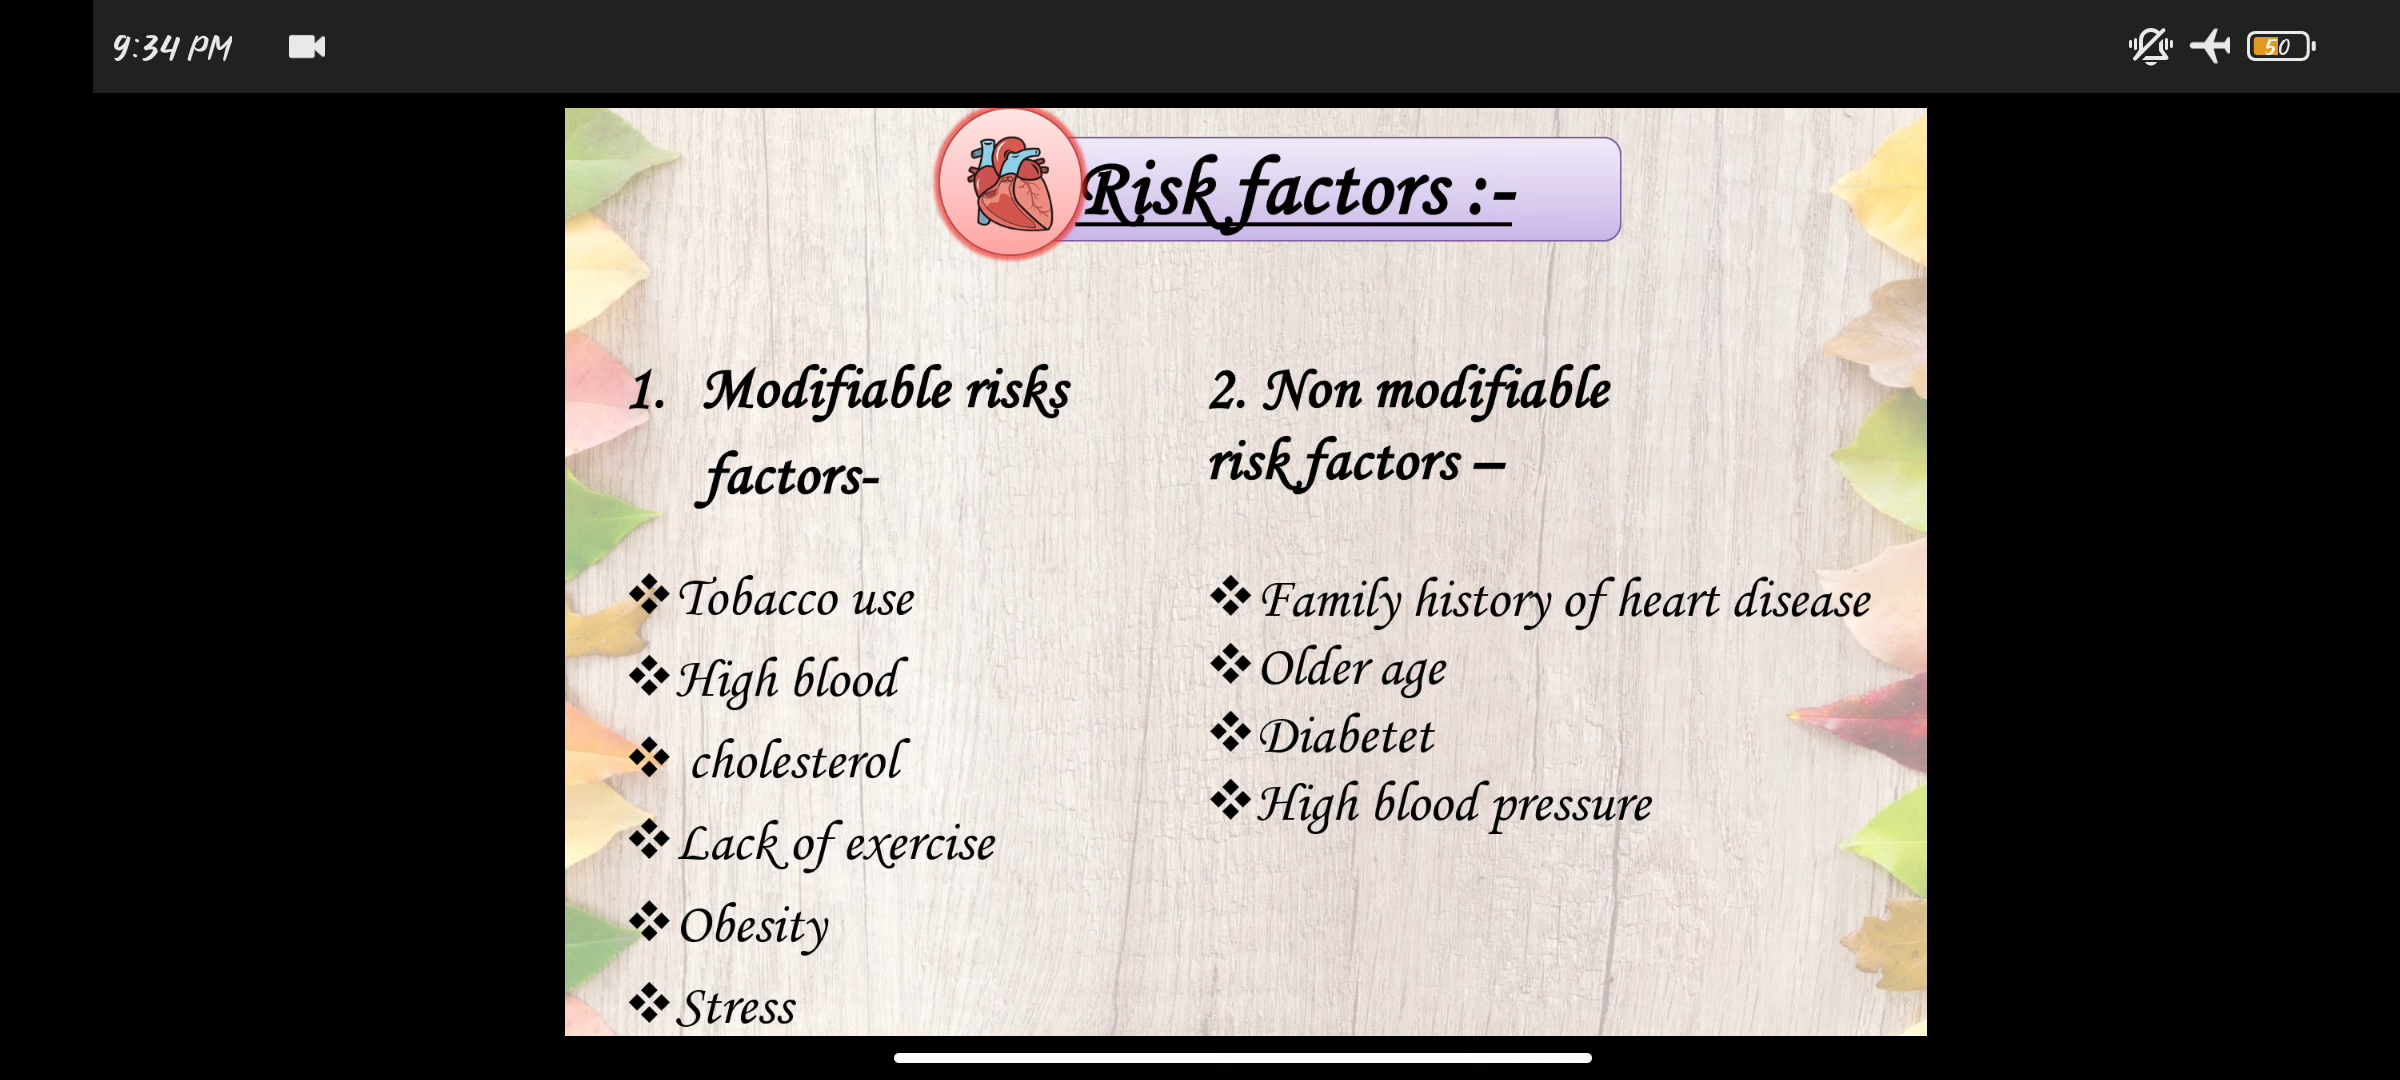 9:34 PM
50
Risk factors :-
1. Modifiable risks
factors-
❖Tobacco use
❖High blood
❖ cholesterol
❖Lack of exercise
❖Obesity
❖Stress
2. Non modifiable
risk factors –
❖Family history of heart disease
❖Older age
❖Diabetet
❖High blood pressure